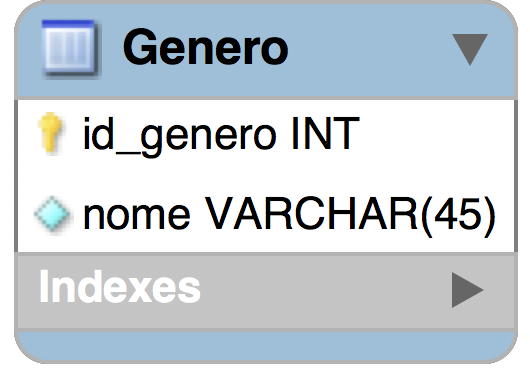 Genero
id_genero INT
nome VARCHAR(45)
Indexes